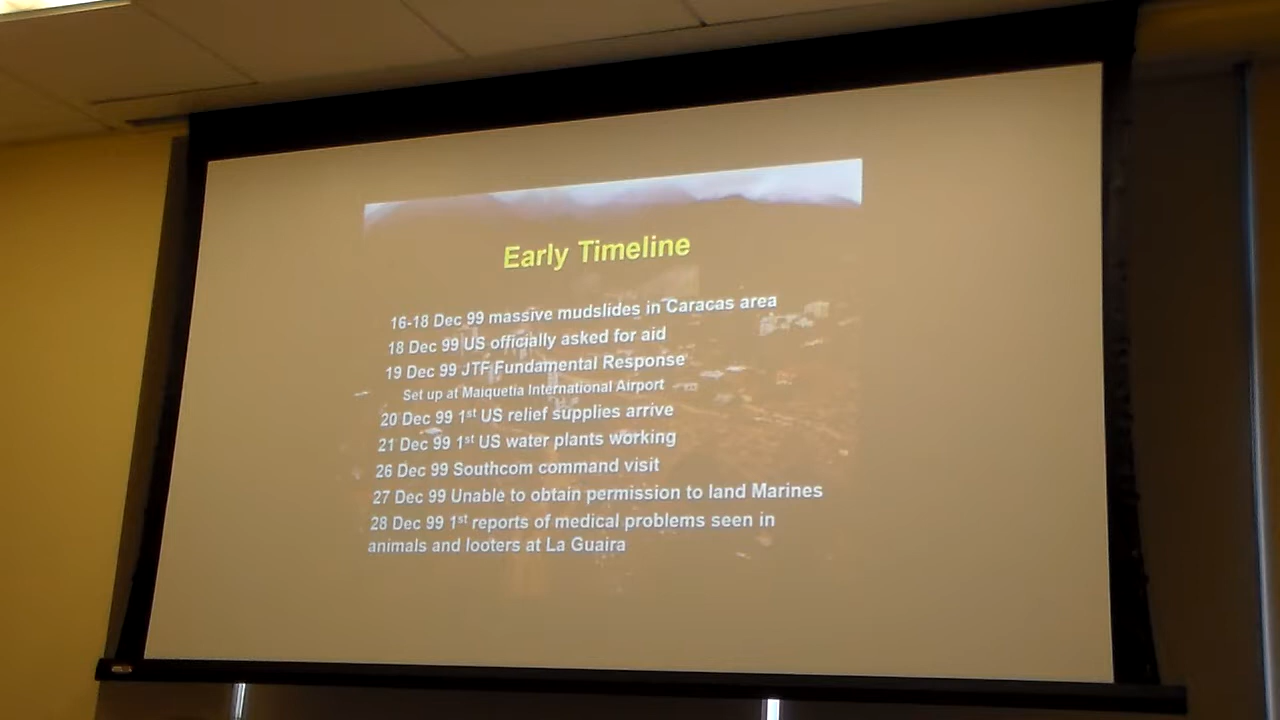 Early Timeline
16-18 Dec 99 massive mudslides in Caracas area
18 Dec 99 US officially asked for aid
19 Dec 99 JTF Fundamental Response
Set up at Maiquetia International Airport
20 Dec 99 1st US relief supplies arrive
21 Dec 99 1st US water plants working
26 Dec 99 Southcom command visit
27 Dec 99 Unable to obtain permission to land Marines
28 Dec 99 1st reports of medical problems seen in
animals and looters at La Guaira